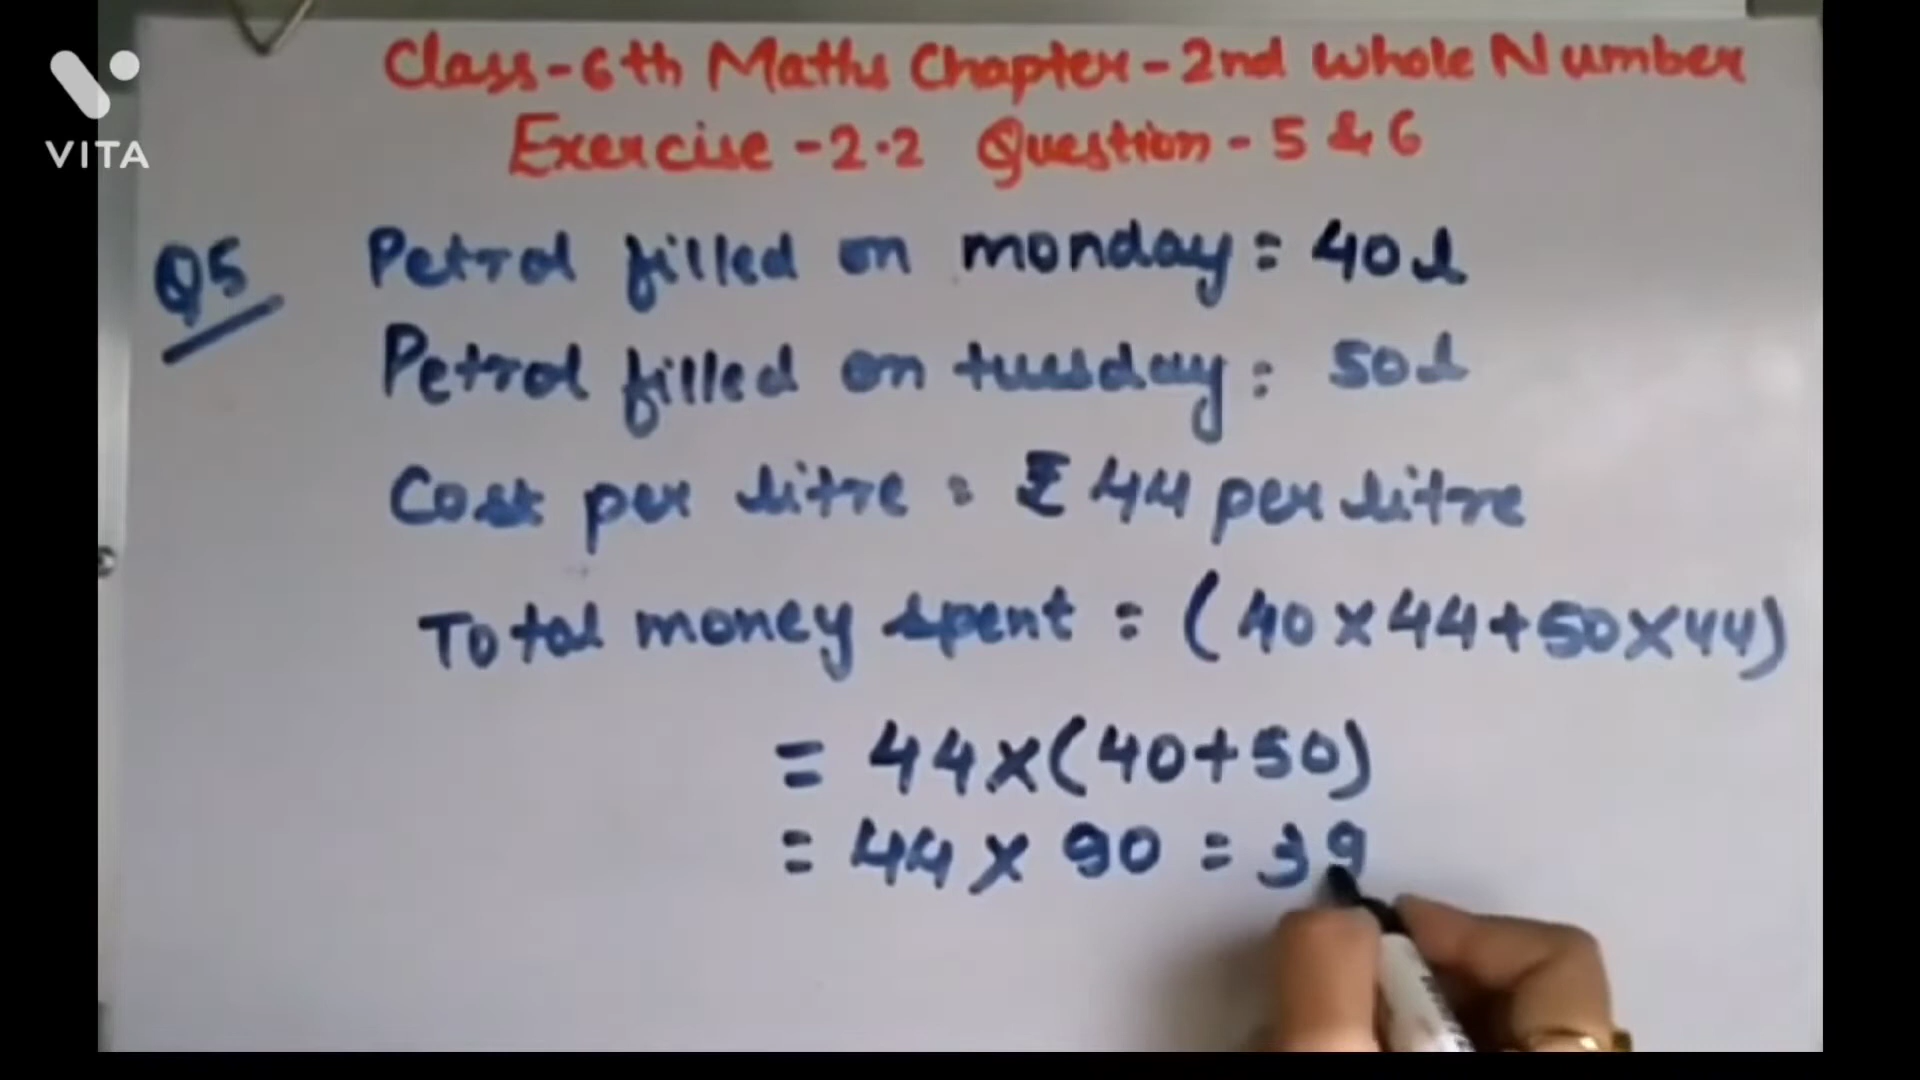 VITA
Class-6th Maths Chapter-2nd Whole Number
Exercise-2.2 Question-5 & 6
Q5 Petrol filled on monday = 40l
Petrol filled on tuesday = 50l
Cost per litre = ₹ 44 per litre
Total money spent = (40×44+50×44)
= 44×(40+50)
= 44 × 90 = 39